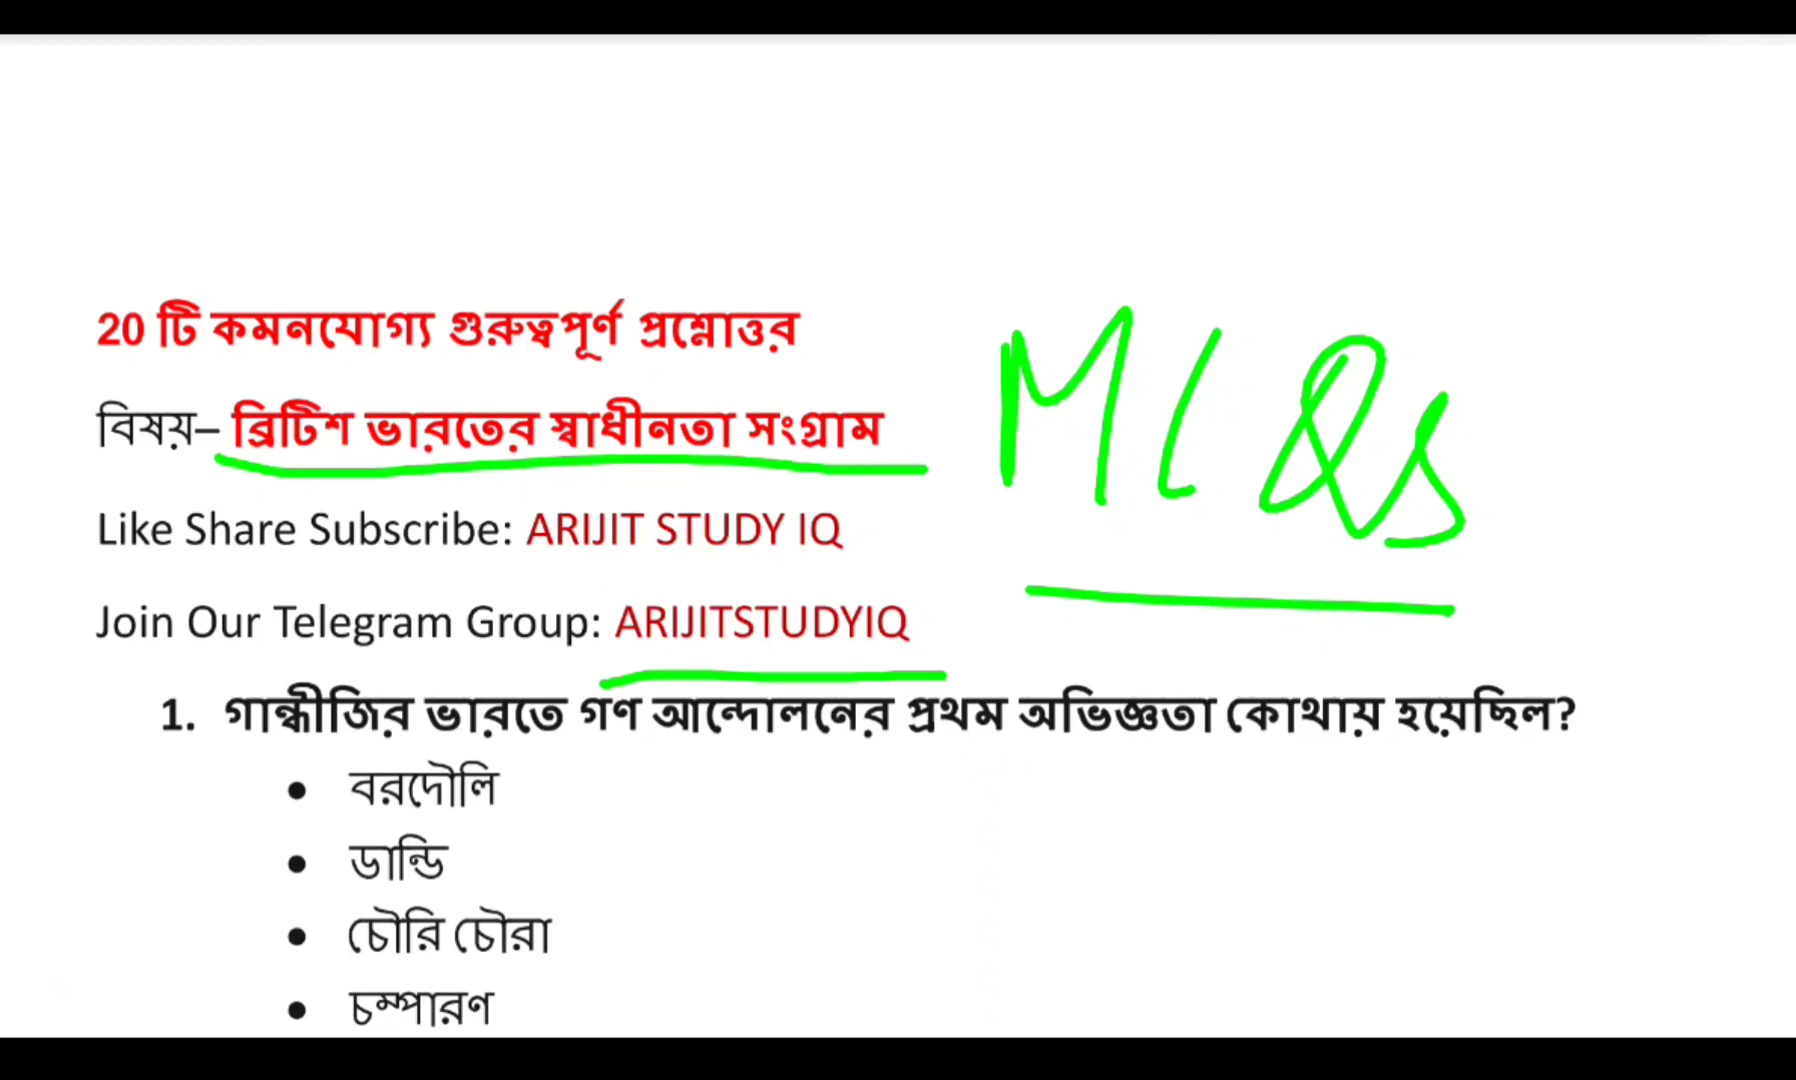 20 টি কমনযোগ্য গুরুত্বপূর্ণ প্রশ্নোত্তর
বিষয়– ব্রিটিশ ভারতের স্বাধীনতা সংগ্রাম
MCQs
Like Share Subscribe: ARIJIT STUDY IQ
Join Our Telegram Group: ARIJITSTUDYIQ
1. গান্ধীজির ভারতে গণ আন্দোলনের প্রথম অভিজ্ঞতা কোথায় হয়েছিল?
• বরদৌলি
• ডান্ডি
• চৌরি চৌরা
• চম্পারণ